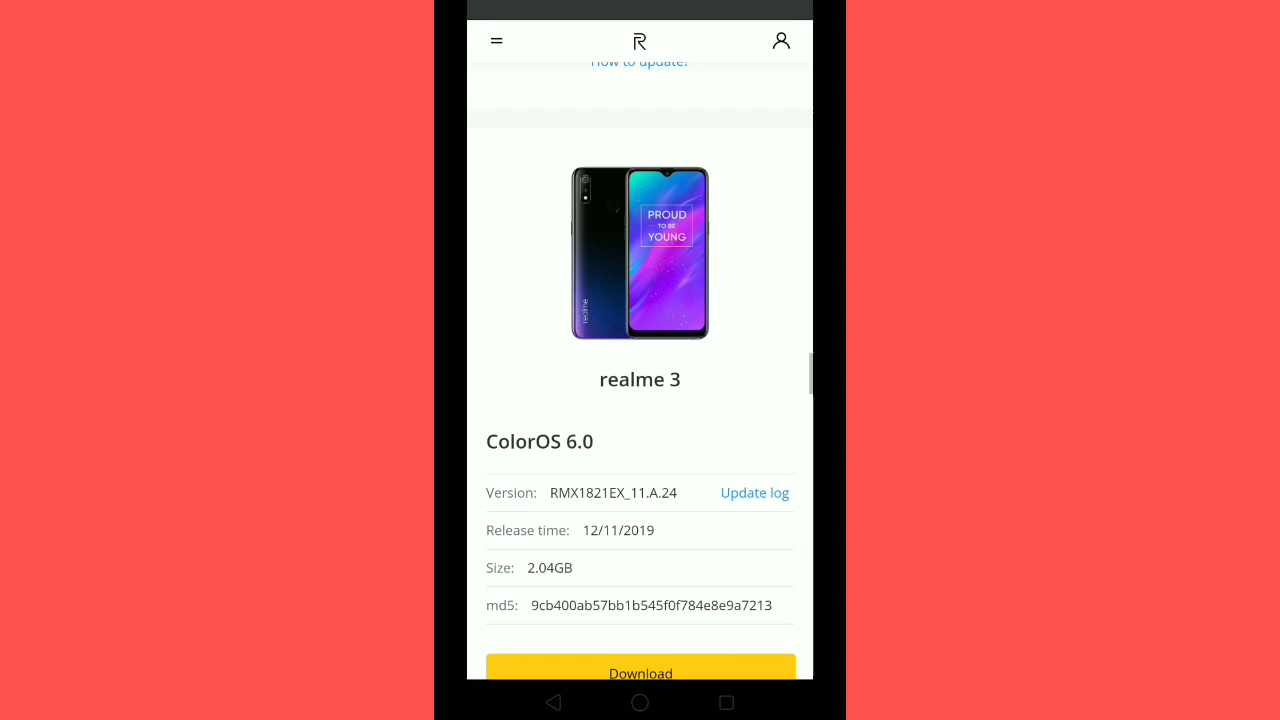 How to update?
PROUD
TO BE
YOUNG
realme
realme 3
ColorOS 6.0
Version: RMX1821EX_11.A.24 Update log
Release time: 12/11/2019
Size: 2.04GB
md5: 9cb400ab57bb1b545f0f784e8e9a7213
Download